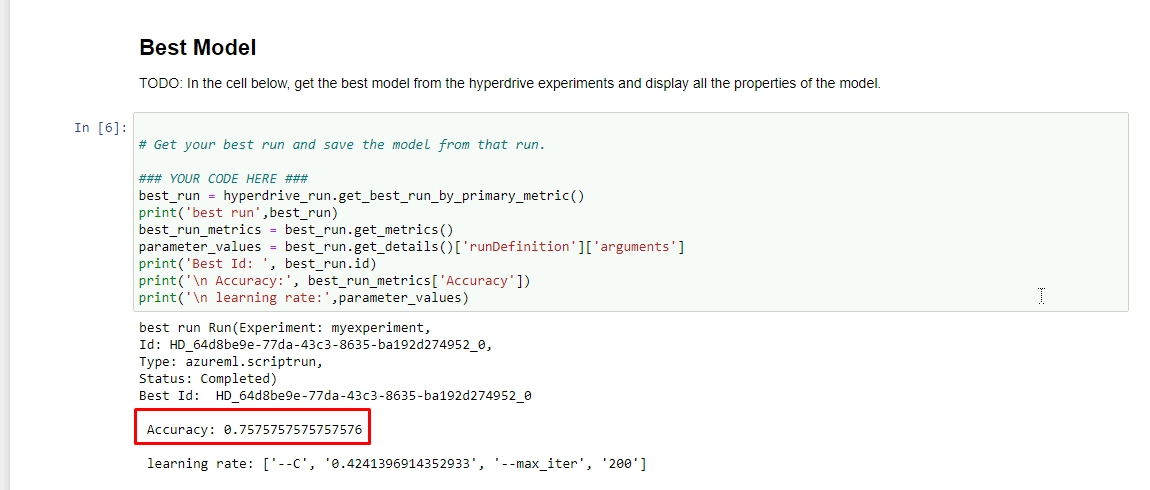 Best Model
TODO: In the cell below, get the best model from the hyperdrive experiments and display all the properties of the model.
In [6]:
# Get your best run and save the model from that run.
### YOUR CODE HERE ###
best_run = hyperdrive_run.get_best_run_by_primary_metric()
print('best run',best_run)
best_run_metrics = best_run.get_metrics()
parameter_values = best_run.get_details()['runDefinition']['arguments']
print('Best Id: ', best_run.id)
print('\n Accuracy:', best_run_metrics['Accuracy'])
print('\n learning rate:',parameter_values)
best run Run(Experiment: myexperiment,
Id: HD_64d8be9e-77da-43c3-8635-ba192d274952_0,
Type: azureml.scriptrun,
Status: Completed)
Best Id:  HD_64d8be9e-77da-43c3-8635-ba192d274952_0
Accuracy: 0.7575757575757576
learning rate: ['--C', '0.4241396914352933', '--max_iter', '200']